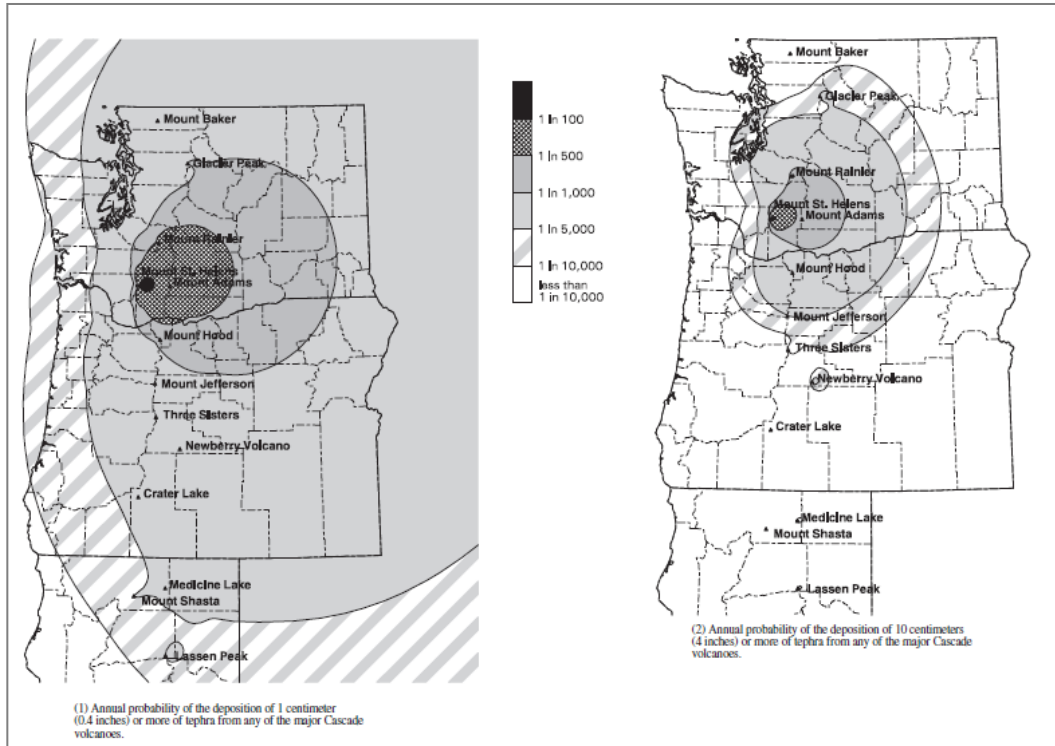 Mount Baker
Glacier Peak
Mount Rainier
Mount St. Helens
Mount Adams
Mount Hood
Mount Jefferson
Three Sisters
Newberry Volcano
Crater Lake
Medicine Lake
Mount Shasta
Lassen Peak
(1) Annual probability of the deposition of 1 centimeter
(0.4 inches) or more of tephra from any of the major Cascade
volcanoes.
1 in 100
1 in 500
1 in 1,000
1 in 5,000
1 in 10,000
less than
1 in 10,000
Mount Baker
Glacier Peak
Mount Rainier
Mount St. Helens
Mount Adams
Mount Hood
Mount Jefferson
Three Sisters
Newberry Volcano
Crater Lake
Medicine Lake
Mount Shasta
Lassen Peak
(2) Annual probability of the deposition of 10 centimeters
(4 inches) or more of tephra from any of the major Cascade
volcanoes.